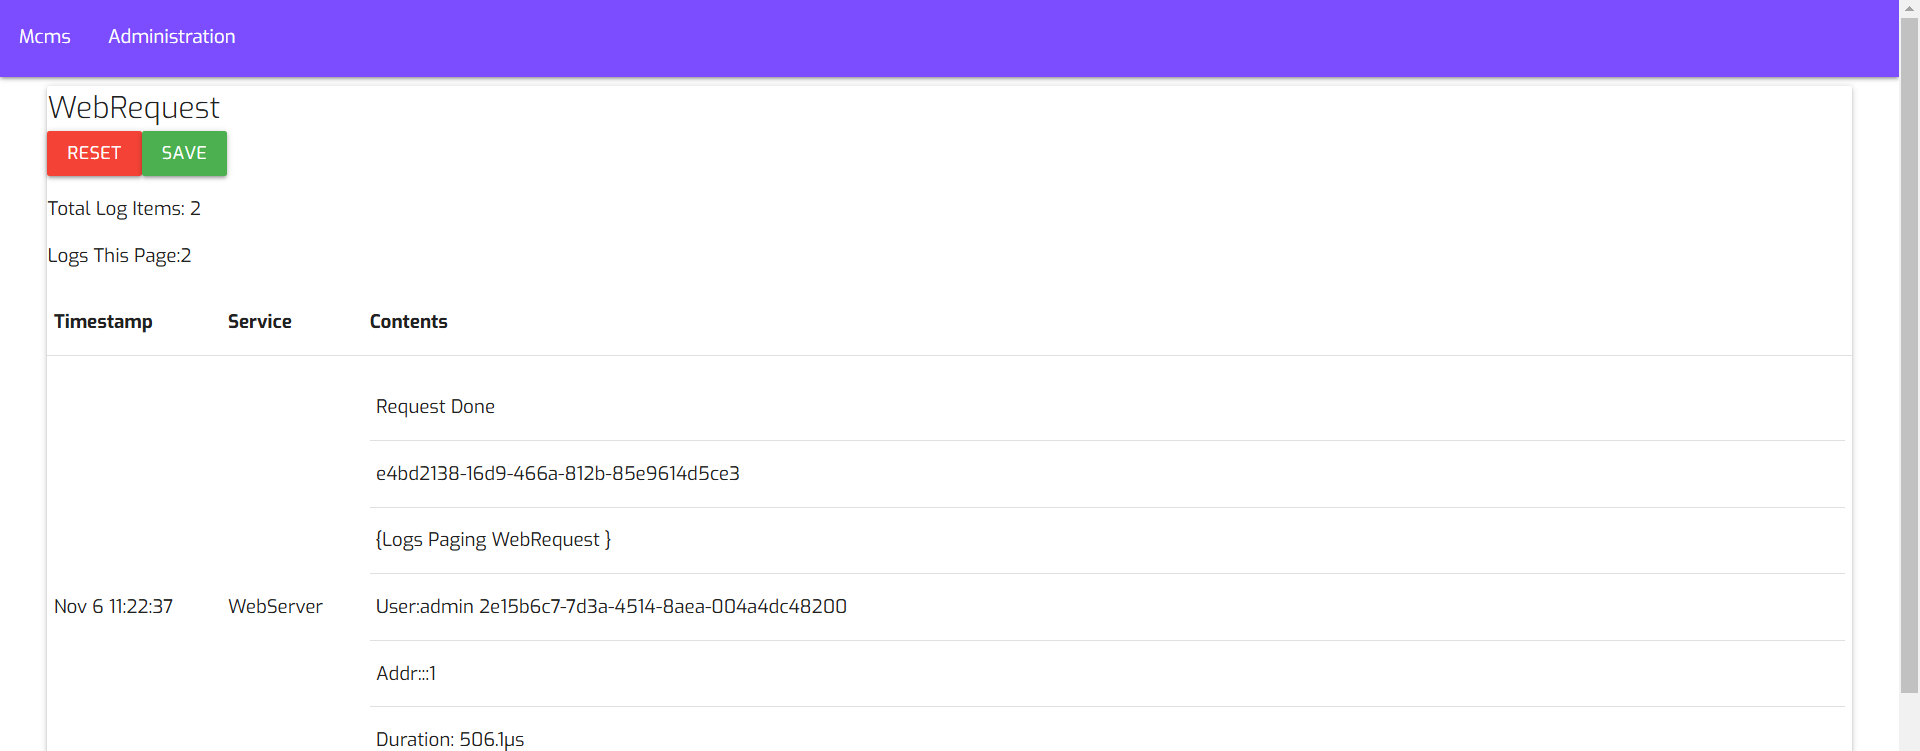 Mcms Administration
WebRequest
RESET SAVE
Total Log Items: 2
Logs This Page:2
Timestamp Service Contents
Request Done
e4bd2138-16d9-466a-812b-85e9614d5ce3
{Logs Paging WebRequest }
Nov 6 11:22:37 WebServer User:admin 2e15b6c7-7d3a-4514-8aea-004a4dc48200
Addr:::1
Duration: 506.1µs